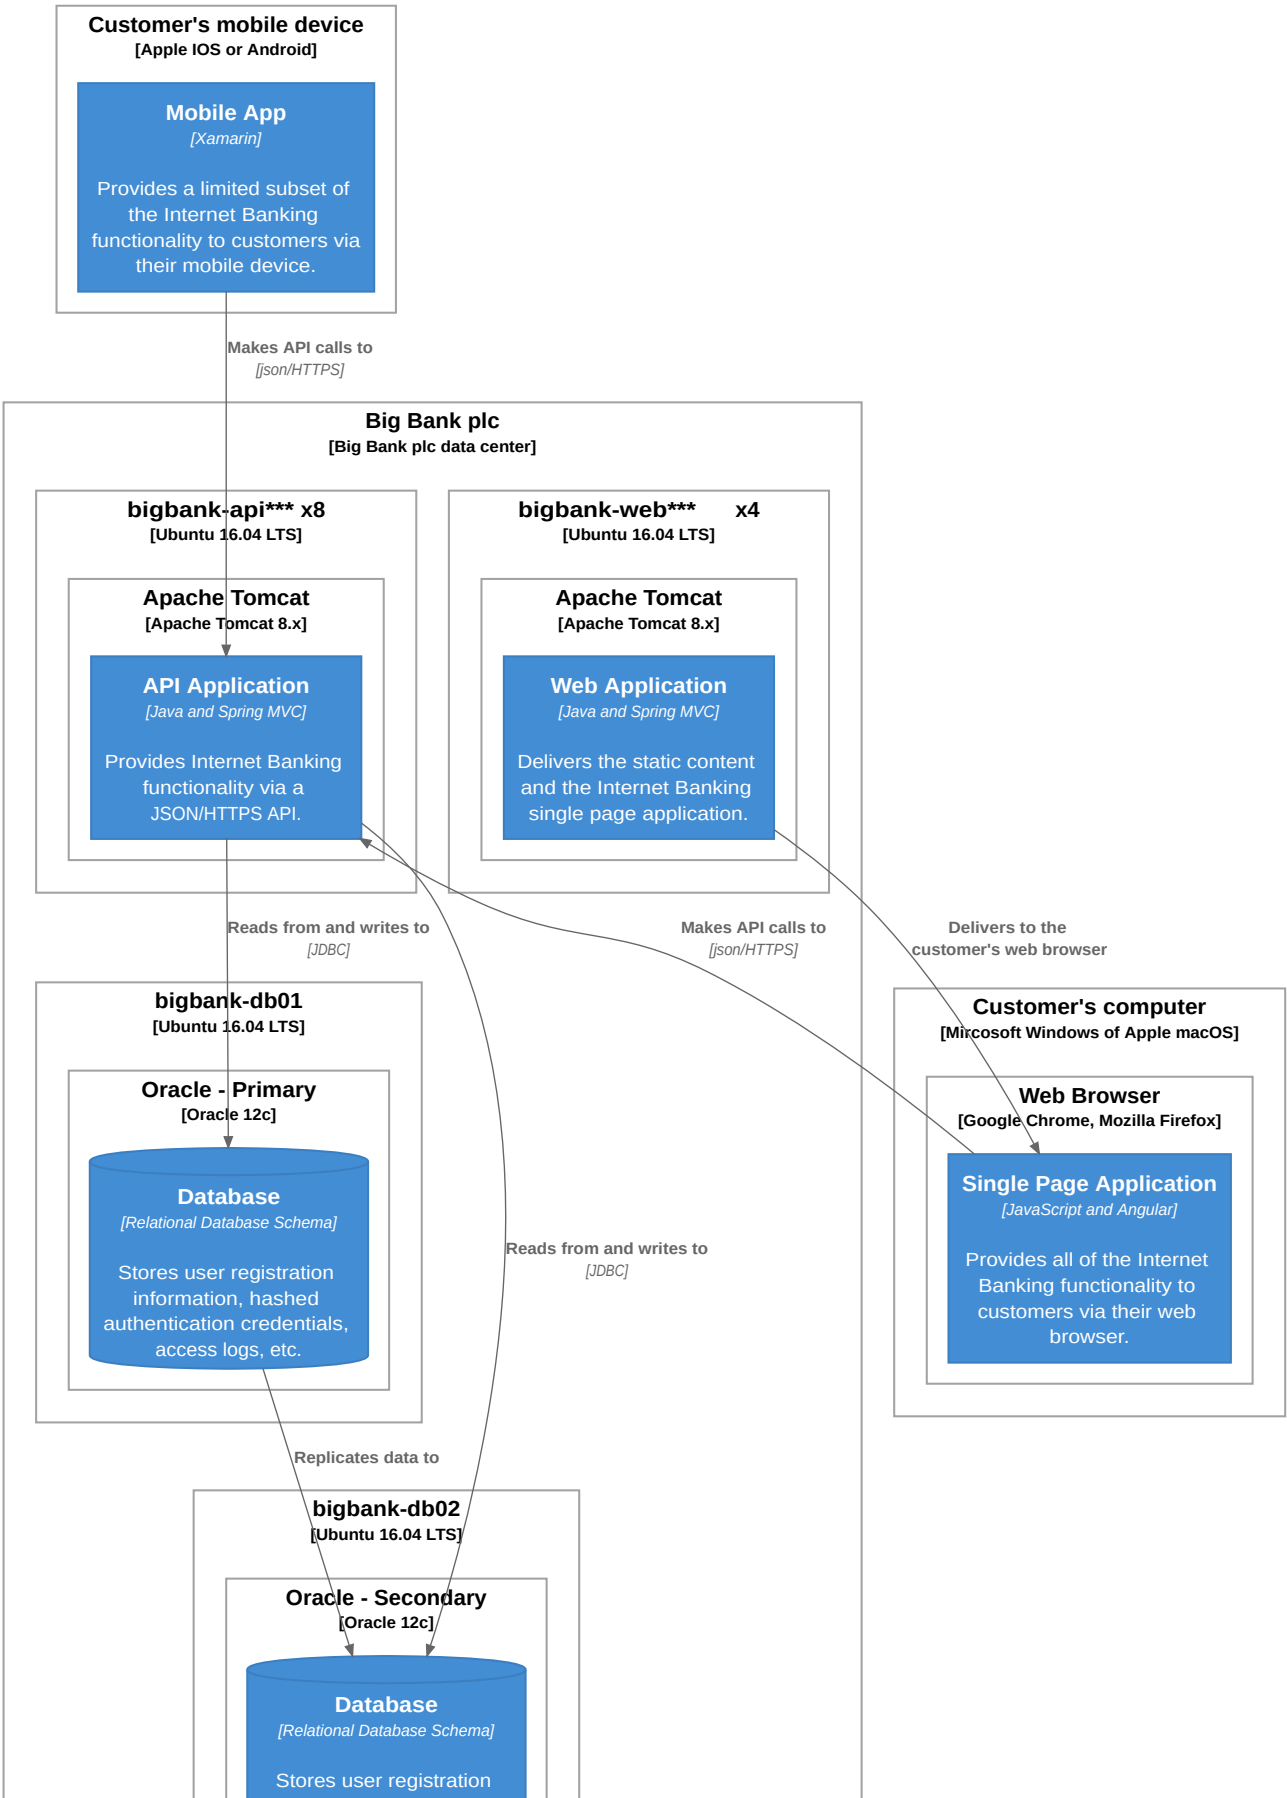 Customer's mobile device
[Apple IOS or Android]
Mobile App
[Xamarin]
Provides a limited subset of
the Internet Banking
functionality to customers via
their mobile device.
Makes API calls to
[json/HTTPS]
Big Bank plc
[Big Bank plc data center]
bigbank-api*** x8
[Ubuntu 16.04 LTS]
Apache Tomcat
[Apache Tomcat 8.x]
API Application
[Java and Spring MVC]
Provides Internet Banking
functionality via a
JSON/HTTPS API.
bigbank-web*** x4
[Ubuntu 16.04 LTS]
Apache Tomcat
[Apache Tomcat 8.x]
Web Application
[Java and Spring MVC]
Delivers the static content
and the Internet Banking
single page application.
Reads from and writes to
[JDBC]
Makes API calls to
[json/HTTPS]
Delivers to the
customer's web browser
bigbank-db01
[Ubuntu 16.04 LTS]
Oracle - Primary
[Oracle 12c]
Database
[Relational Database Schema]
Stores user registration
information, hashed
authentication credentials,
access logs, etc.
Reads from and writes to
[JDBC]
Customer's computer
[Mircosoft Windows of Apple macOS]
Web Browser
[Google Chrome, Mozilla Firefox]
Single Page Application
[JavaScript and Angular]
Provides all of the Internet
Banking functionality to
customers via their web
browser.
Replicates data to
bigbank-db02
[Ubuntu 16.04 LTS]
Oracle - Secondary
[Oracle 12c]
Database
[Relational Database Schema]
Stores user registration